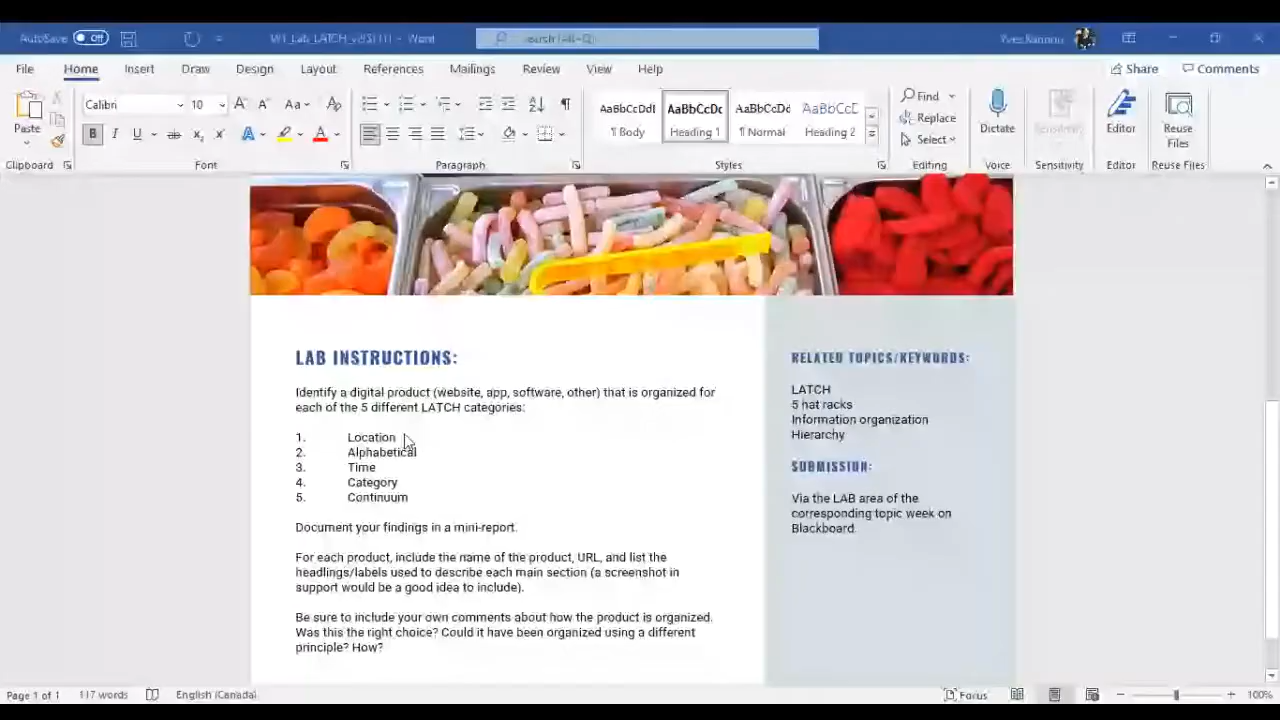 AutoSave Off
File Home Insert Draw Design Layout References Mailings Review View Help Share Comments
Calibri 10
Paste
Find
Replace
Select
AaBbCcDdI AaBbCcDc AaBbCcDc AaBbCcD
¶ Body Heading 1 ¶ Normal Heading 2
Dictate Sensitivity Editor Reuse Files
Clipboard Font Paragraph Styles Editing Voice Sensitivity Editor Reuse Files
LAB INSTRUCTIONS:
Identify a digital product (website, app, software, other) that is organized for
each of the 5 different LATCH categories:
1. Location
2. Alphabetical
3. Time
4. Category
5. Continuum
Document your findings in a mini-report.
For each product, include the name of the product, URL, and list the
headings/labels used to describe each main section (a screenshot in
support would be a good idea to include).
Be sure to include your own comments about how the product is organized.
Was this the right choice? Could it have been organized using a different
principle? How?
RELATED TOPICS/KEYWORDS:
LATCH
5 hat racks
Information organization
Hierarchy
SUBMISSION:
Via the LAB area of the
corresponding topic week on
Blackboard
Page 1 of 1 117 words English (Canada) Focus 100%